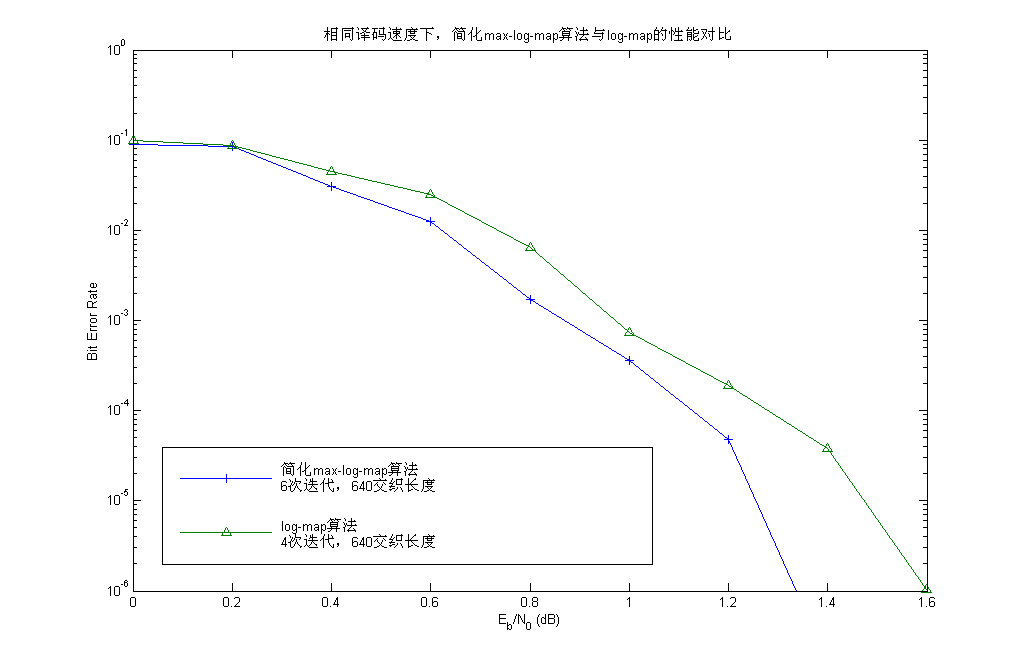 相同译码速度下，简化max-log-map算法与log-map的性能对比
10^0
10^-1
10^-2
10^-3
10^-4
10^-5
10^-6
Bit Error Rate
简化max-log-map算法
6次迭代，640交织长度
log-map算法
4次迭代，640交织长度
0 0.2 0.4 0.6 0.8 1 1.2 1.4 1.6
E_b/N_0 (dB)